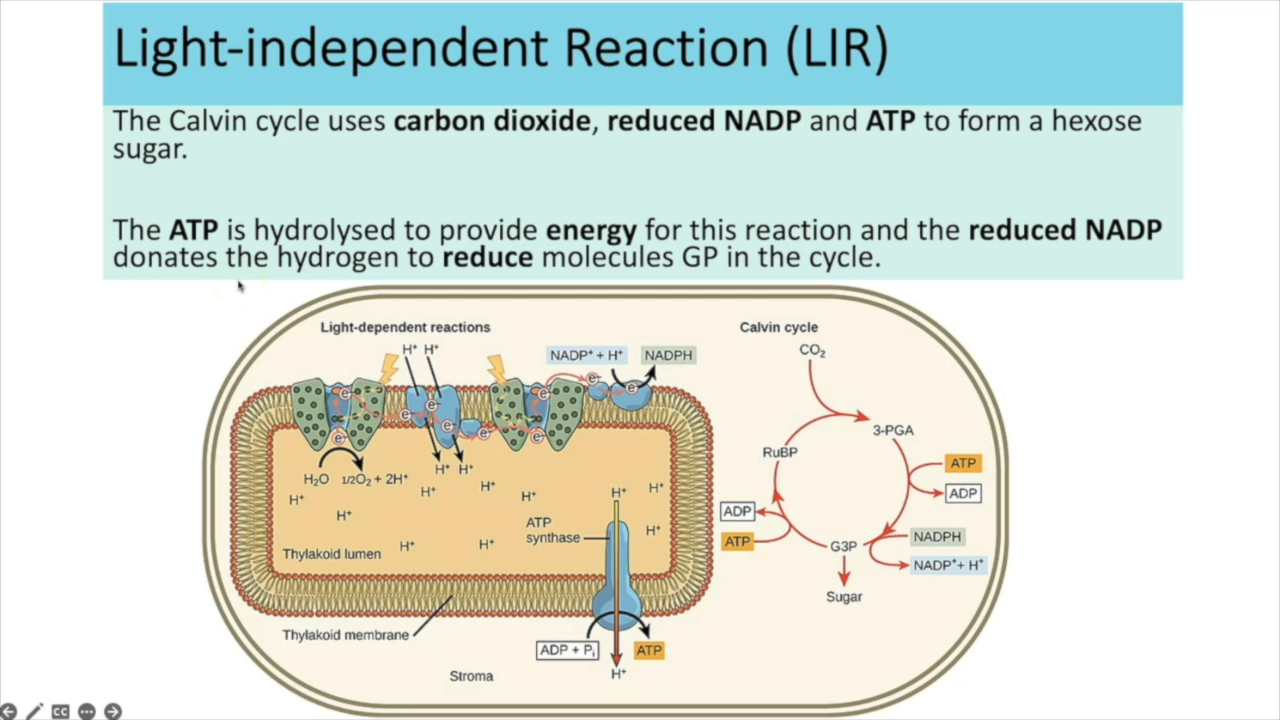 Light-independent Reaction (LIR)
The Calvin cycle uses carbon dioxide, reduced NADP and ATP to form a hexose
sugar.
The ATP is hydrolysed to provide energy for this reaction and the reduced NADP
donates the hydrogen to reduce molecules GP in the cycle.
Light-dependent reactions
H⁺ H⁺
NADP⁺ + H⁺
NADPH
e⁻
e⁻
e⁻
e⁻
e⁻
e⁻
e⁻
e⁻
e⁻
e⁻
H₂O 1/2O₂ + 2H⁺
H⁺ H⁺
H⁺
H⁺
H⁺
H⁺
H⁺
H⁺
H⁺
H⁺
H⁺
H⁺
ATP
synthase
Thylakoid lumen
Thylakoid membrane
ADP + Pᵢ
ATP
H⁺
Stroma
Calvin cycle
CO₂
3-PGA
RuBP
ATP
ADP
ADP
ATP
G3P
NADPH
NADP⁺+ H⁺
Sugar
CC